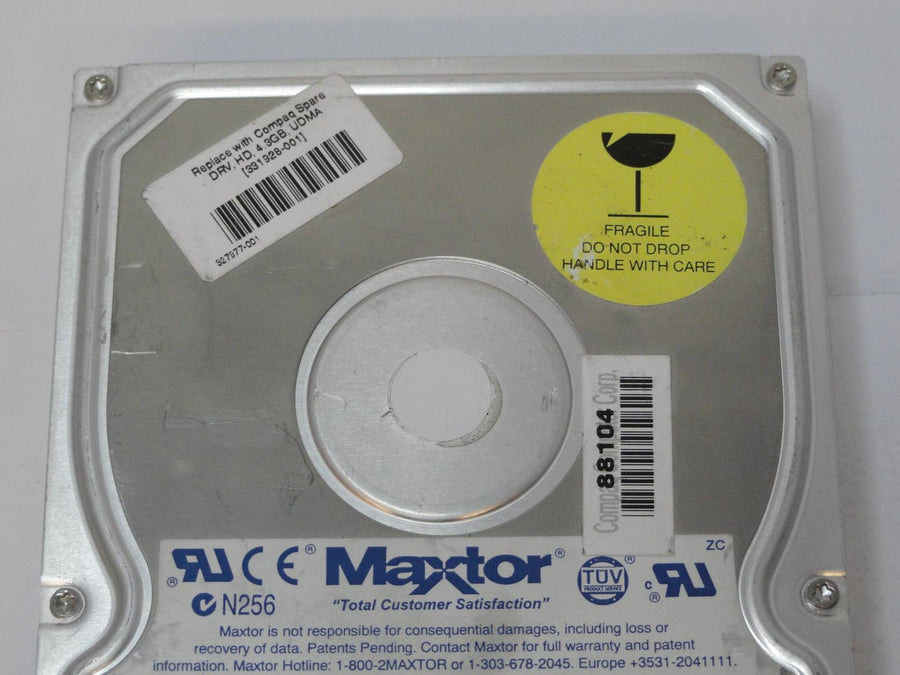 Replace with Compaq Spare
DRV, HD, 4.3GB, UDMA
[331928-001]
327977-001
FRAGILE
DO NOT DROP
HANDLE WITH CARE
88104
Corp.
ZC
CE® Maxtor® TÜV®
PRODUCT SERVICE
N256 "Total Customer Satisfaction"
Maxtor is not responsible for consequential damages, including loss or
recovery of data. Patents Pending. Contact Maxtor for full warranty and patent
information. Maxtor Hotline: 1-800-2MAXTOR or 1-303-678-2045. Europe +3531-2041111.